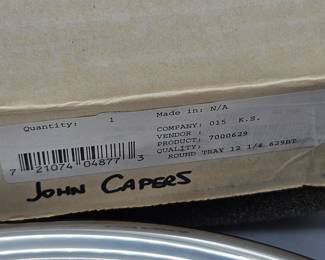 Quantity: 1
Made in: N/A
COMPANY: 015 K.S.
VENDOR :
PRODUCT: 7000629
QUALITY:
ROUND TRAY 12 1/4 629BT
7 21074 04877 3
JOHN CAPERS